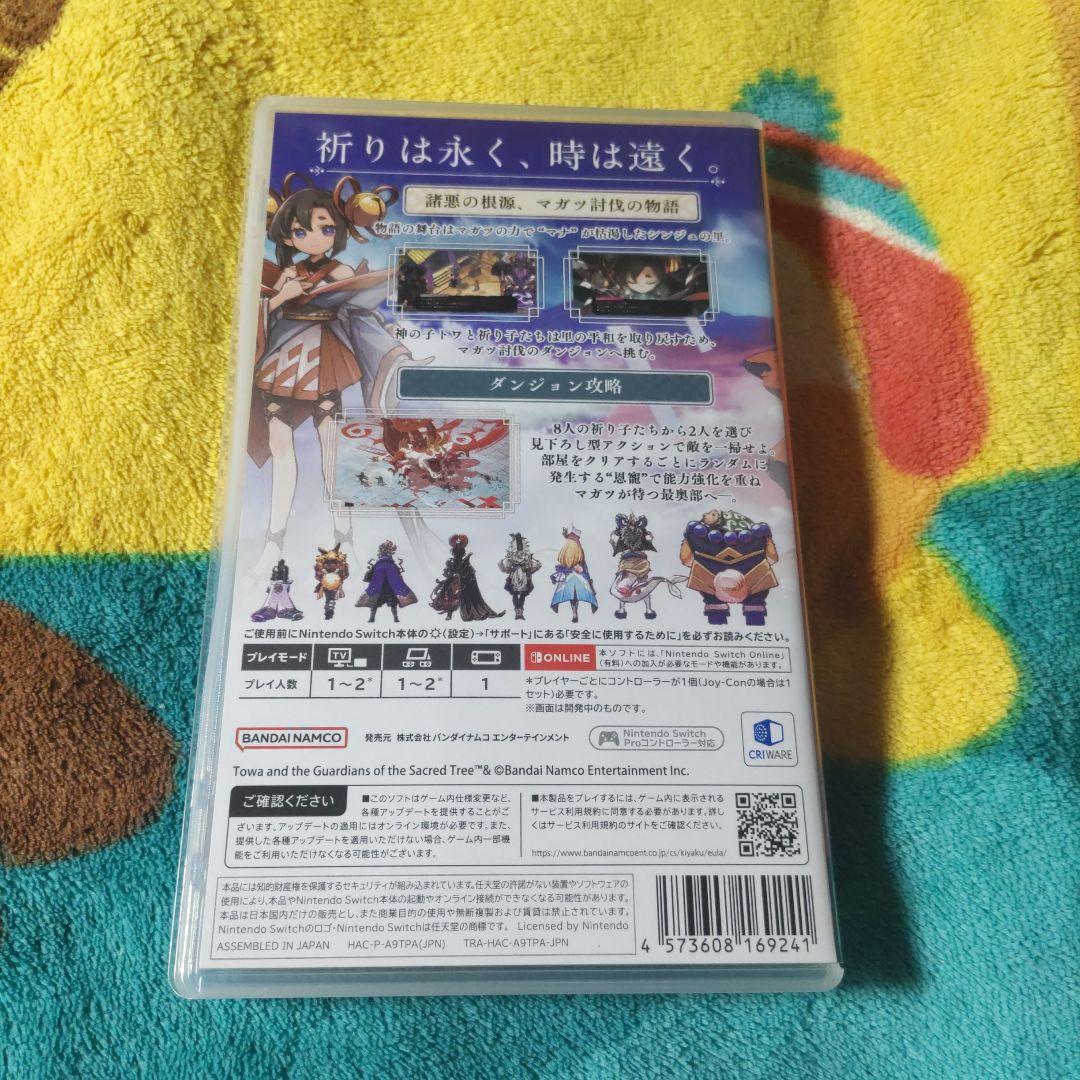 祈りは永く、時は遠く。
諸悪の根源、マガツ討伐の物語
物語の舞台はマガツの力で“マナ”が枯渇したシンジュの里。
神の子トワと祈り子たちは里の平和を取り戻すため、
マガツ討伐のダンジョンへ挑む。
ダンジョン攻略
8人の祈り子たちから2人を選び
見下ろし型アクションで敵を一掃せよ。
部屋をクリアするごとにランダムに
発生する“恩寵”で能力強化を重ね
マガツが待つ最奥部へ―。
ご使用前にNintendo Switch本体の(設定)→「サポート」にある「安全に使用するために」を必ずお読みください。
プレイモード TV
プレイ人数 1～2* 1～2* 1
ONLINE
本ソフトには、「Nintendo Switch Online」
(有料)への加入が必要なモードや機能があります。
*プレイヤーごとにコントローラーが1個(Joy-Conの場合は1
セット)必要です。
※画面は開発中のものです。
BANDAI NAMCO 発売元 株式会社バンダイナムコ エンターテインメント
Nintendo Switch
Proコントローラー対応
CRIWARE
Towa and the Guardians of the Sacred Tree™& ©Bandai Namco Entertainment Inc.
ご確認ください
■このソフトはゲーム内仕様変更など、
各種アップデートを提供することがご
ざいます。アップデートの適用にはオンライン環境が必要です。また、
提供した各種アップデートを適用いただけない場合、ゲーム内一部機
能をご利用いただけなくなる可能性がございます。
■本製品をプレイするには、ゲーム内に表示される
サービス利用規約に同意する必要があります。詳し
くはサービス利用規約のサイトをご確認ください。
https://www.bandainamcoent.co.jp/cs/kiyaku/eula/
本品には知的財産権を保護するセキュリティが組み込まれています。任天堂の許諾がない装置やソフトウェアの
使用により、本品やNintendo Switch本体の起動やオンライン接続ができなくなる可能性があります。
本品は日本国内だけの販売とし、また商業目的の使用や無断複製および賃貸は禁止されています。
Nintendo Switchのロゴ・Nintendo Switchは任天堂の商標です。 Licensed by Nintendo
ASSEMBLED IN JAPAN HAC-P-A9TPA(JPN) TRA-HAC-A9TPA-JPN
4 573608 169241